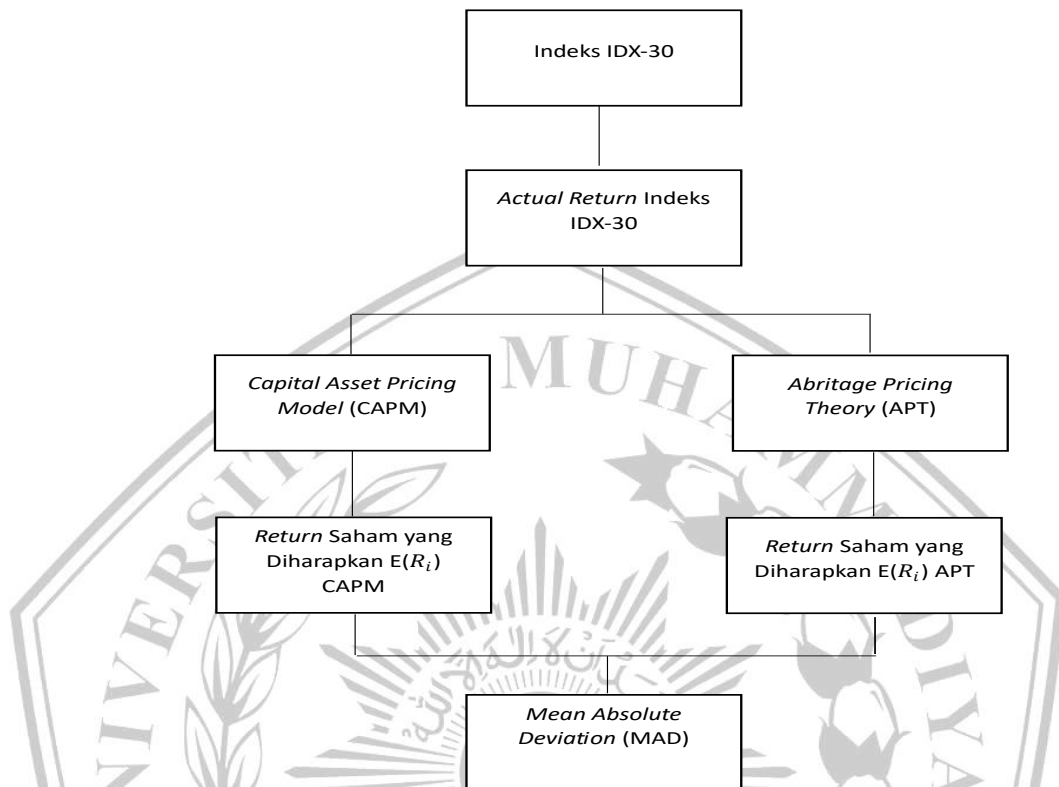 Indeks IDX-30
Actual Return Indeks
IDX-30
Capital Asset Pricing
Model (CAPM)
Abritage Pricing
Theory (APT)
Return Saham yang
Diharapkan E(Rᵢ)
CAPM
Return Saham yang
Diharapkan E(Rᵢ) APT
Mean Absolute
Deviation (MAD)
MUHAMMADIYA